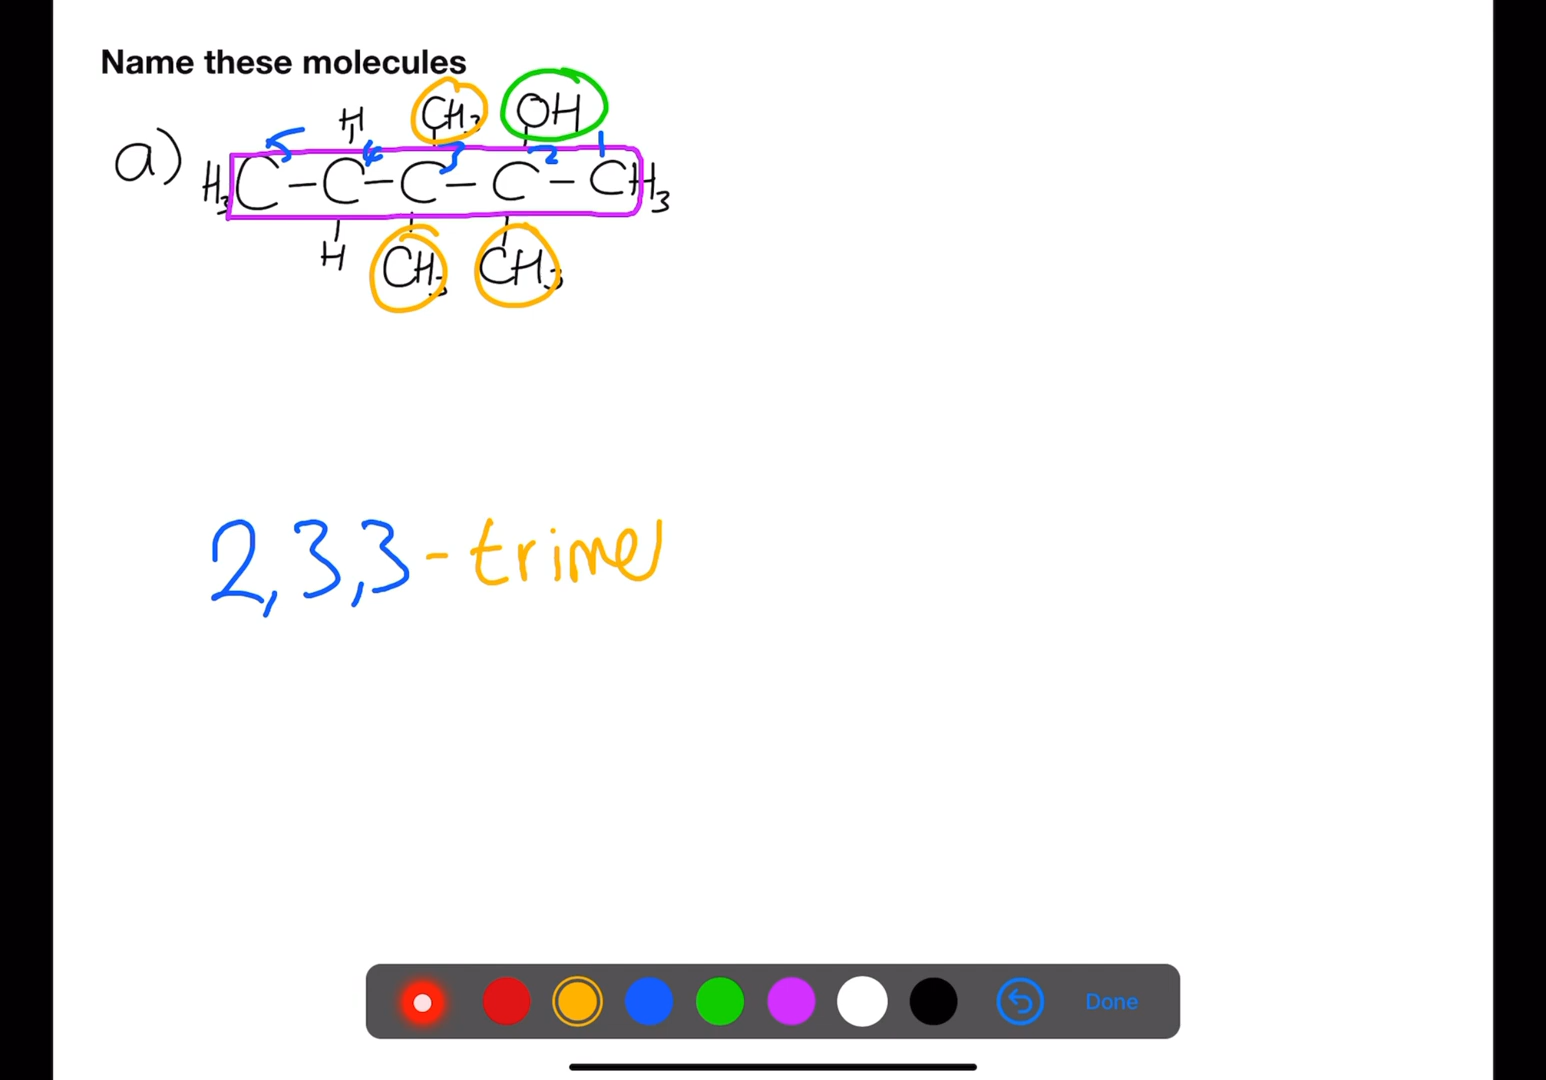 Name these molecules
H CH3 OH
a) H3C-C-C-C-CH3
5 4 3 2 1
H CH3 CH3
2,3,3-trime
Done